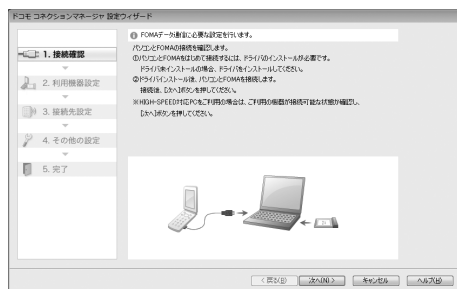 ドコモ コネクションマネージャ 設定ウィザード
FOMAデータ通信に必要な設定を行います。
1. 接続確認
2. 利用機器設定
3. 接続先設定
4. その他の設定
5. 完了
パソコンとFOMAの接続を確認します。
①パソコンとFOMAをはじめて接続するには、ドライバのインストールが必要です。
ドライバ未インストールの場合、ドライバをインストールしてください。
②ドライバインストール後、パソコンとFOMAを接続します。
接続後、[次へ]ボタンを押してください。
※HIGH-SPEED対応PCをご利用の場合は、ご利用の機器が接続可能な状態か確認し、
[次へ]ボタンを押してください。
< 戻る(B)
次へ(N) >
キャンセル
ヘルプ(H)